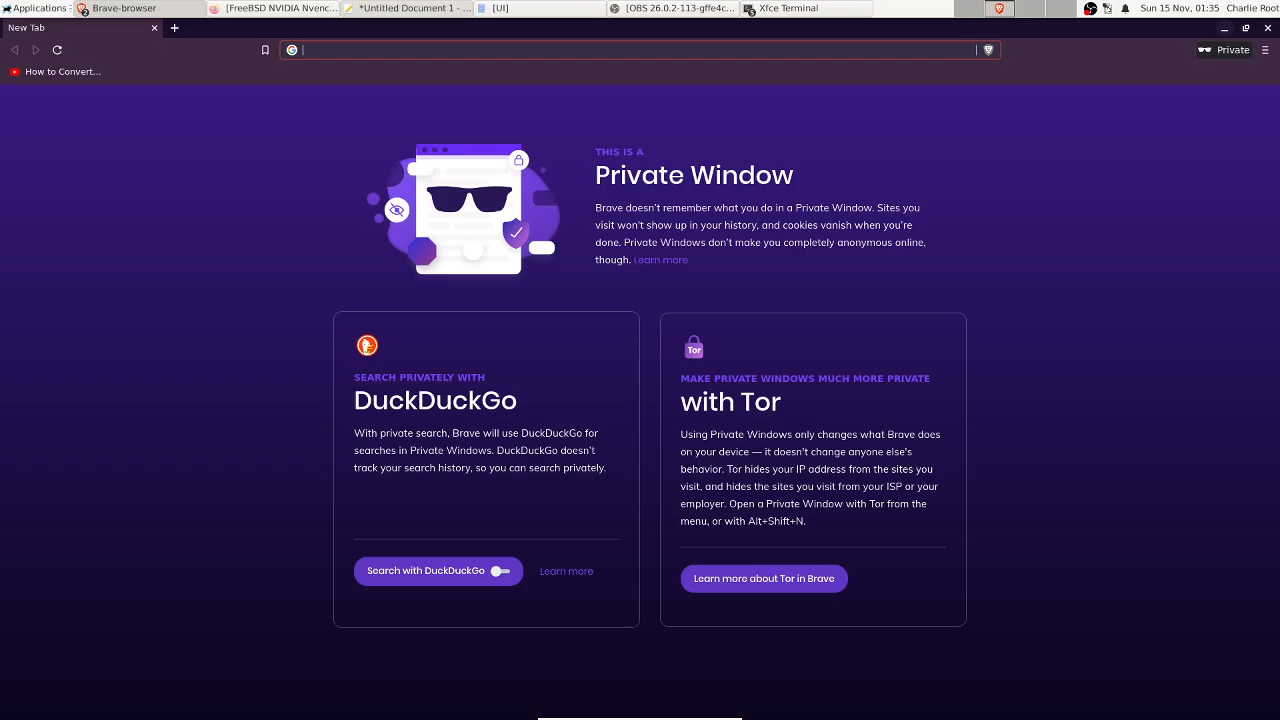 Applications
Brave-browser
[FreeBSD NVIDIA Nvenc...
*Untitled Document 1 - ...
[UI]
[OBS 26.0.2-113-gffe4c...
Xfce Terminal
Sun 15 Nov, 01:35
Charlie Root
New Tab
Private
How to Convert...
THIS IS A
Private Window
Brave doesn't remember what you do in a Private Window. Sites you
visit won't show up in your history, and cookies vanish when you're
done. Private Windows don't make you completely anonymous online,
though. Learn more
SEARCH PRIVATELY WITH
DuckDuckGo
With private search, Brave will use DuckDuckGo for
searches in Private Windows. DuckDuckGo doesn't
track your search history, so you can search privately.
Search with DuckDuckGo
Learn more
Tor
MAKE PRIVATE WINDOWS MUCH MORE PRIVATE
with Tor
Using Private Windows only changes what Brave does
on your device — it doesn't change anyone else's
behavior. Tor hides your IP address from the sites you
visit, and hides the sites you visit from your ISP or your
employer. Open a Private Window with Tor from the
menu, or with Alt+Shift+N.
Learn more about Tor in Brave